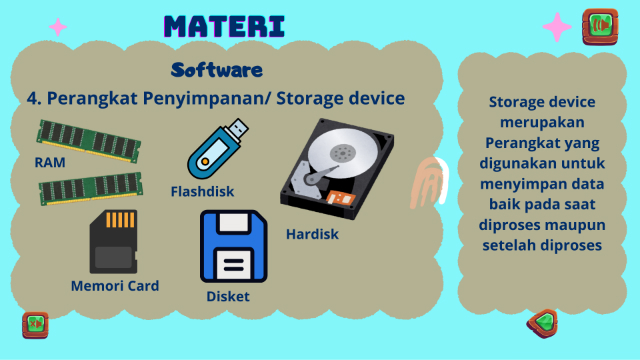 MATERI
Software
4. Perangkat Penyimpanan/ Storage device
RAM
Flashdisk
Hardisk
Memori Card
Disket
Storage device
merupakan
Perangkat yang
digunakan untuk
menyimpan data
baik pada saat
diproses maupun
setelah diproses